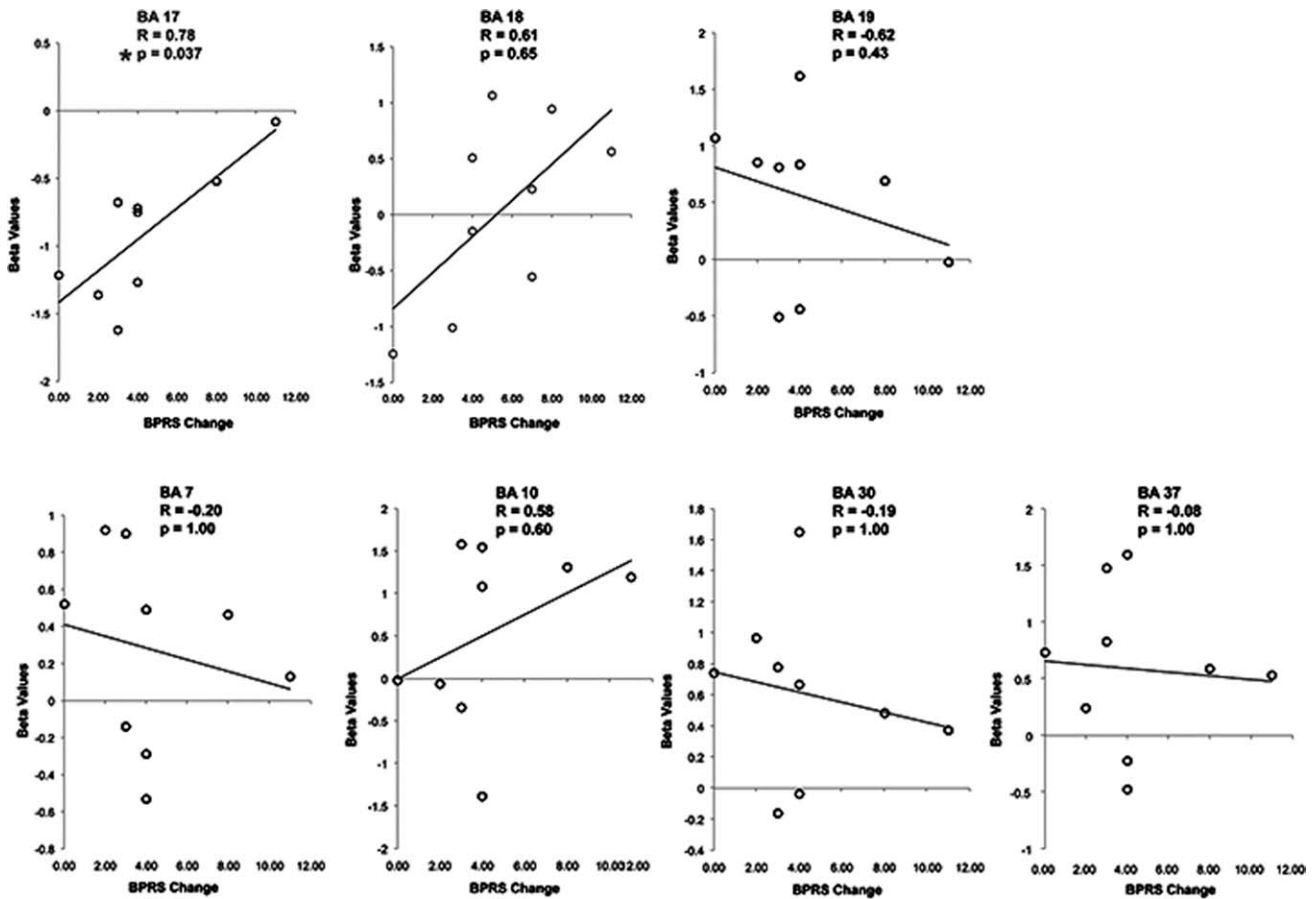 BA 17
R = 0.78
* p = 0.037
0.5
0
-0.5
-1
-1.5
-2
Beta Values
0.00 2.00 4.00 6.00 8.00 10.00 12.00
BPRS Change
BA 18
R = 0.61
p = 0.65
1.5
1
0.5
0
-0.5
-1
-1.5
Beta Values
0.00 2.00 4.00 6.00 8.00 10.00 12.00
BPRS Change
BA 19
R = -0.62
p = 0.43
2
1.5
1
0.5
0
-0.5
-1
Beta Values
0.00 2.00 4.00 6.00 8.00 10.00 12.00
BPRS Change
BA 7
R = -0.20
p = 1.00
1
0.8
0.6
0.4
0.2
0
-0.2
-0.4
-0.6
-0.8
Beta Values
0.00 2.00 4.00 6.00 8.00 10.00 12.00
BPRS Change
BA 10
R = 0.58
p = 0.60
2
1.5
1
0.5
0
-0.5
-1
-1.5
-2
Beta Values
0.00 2.00 4.00 6.00 8.00 10.0012.00
BPRS Change
BA 30
R = -0.19
p = 1.00
1.8
1.6
1.4
1.2
1
0.8
0.6
0.4
0.2
0
-0.2
-0.4
Beta Values
0.00 2.00 4.00 6.00 8.00 10.00 12.00
BPRS Change
BA 37
R = -0.08
p = 1.00
2
1.5
1
0.5
0
-0.5
-1
Beta Values
0.00 2.00 4.00 6.00 8.00 10.00 12.00
BPRS Change